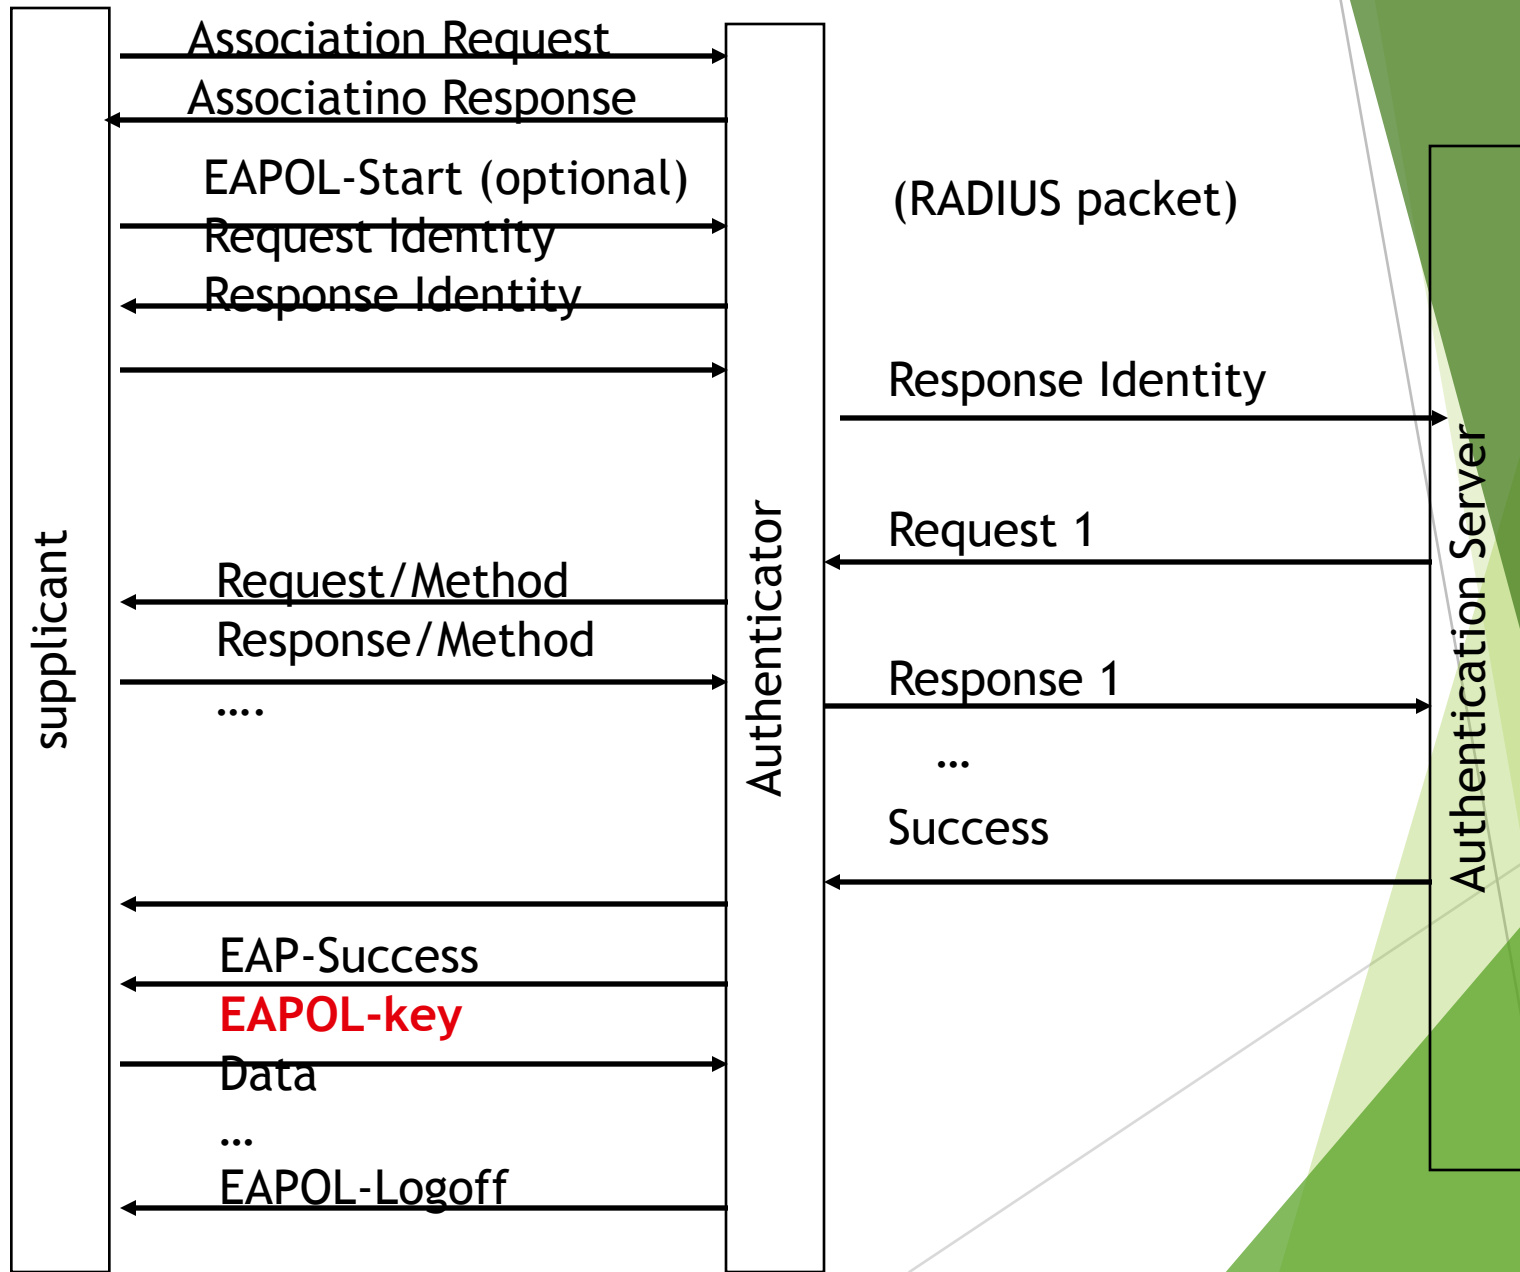 Association Request
Associatino Response
EAPOL-Start (optional)
Request Identity
Response Identity
(RADIUS packet)
Response Identity
Request 1
Request/Method
Response/Method
....
Response 1
...
Success
EAP-Success
EAPOL-key
Data
...
EAPOL-Logoff
supplicant
Authenticator
Authentication Server